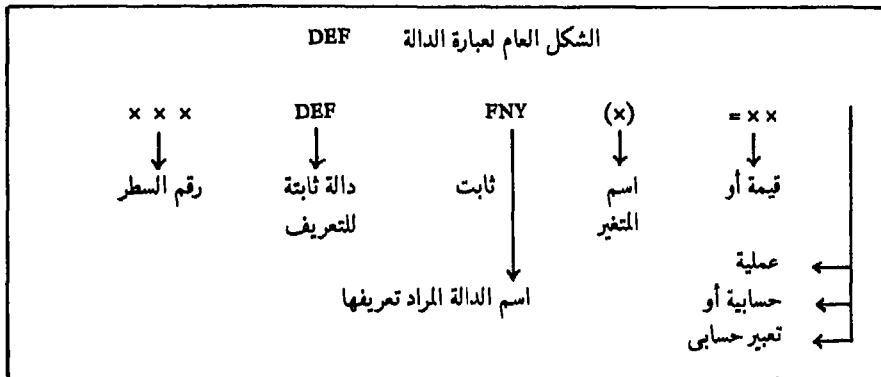 الشكل العام لعبارة الدالة DEF
× × × DEF FNY (×) = × ×
رقم السطر دالة ثابتة ثابت اسم قيمة أو
للتعريف المتغير
عملية
اسم الدالة المراد تعريفها حسابية أو
تعبير حسابى